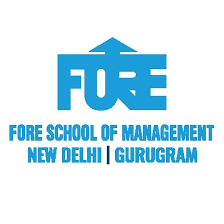 FORE
FORE SCHOOL OF MANAGEMENT
NEW DELHI | GURUGRAM